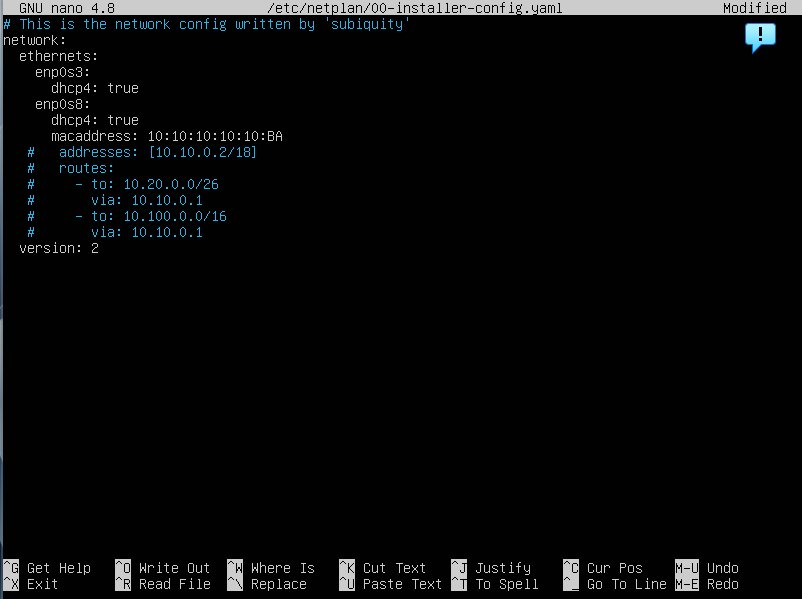 GNU nano 4.8 /etc/netplan/00-installer-config.yaml Modified
# This is the network config written by 'subiquity'
network:
  ethernets:
    enp0s3:
      dhcp4: true
    enp0s8:
      dhcp4: true
      macaddress: 10:10:10:10:10:BA
   #   addresses: [10.10.0.2/18]
   #   routes:
   #     - to: 10.20.0.0/26
   #       via: 10.10.0.1
   #     - to: 10.100.0.0/16
   #       via: 10.10.0.1
  version: 2
^G Get Help ^O Write Out ^W Where Is ^K Cut Text ^J Justify ^C Cur Pos M-U Undo
^X Exit ^R Read File ^\ Replace ^U Paste Text ^T To Spell ^_ Go To Line M-E Redo